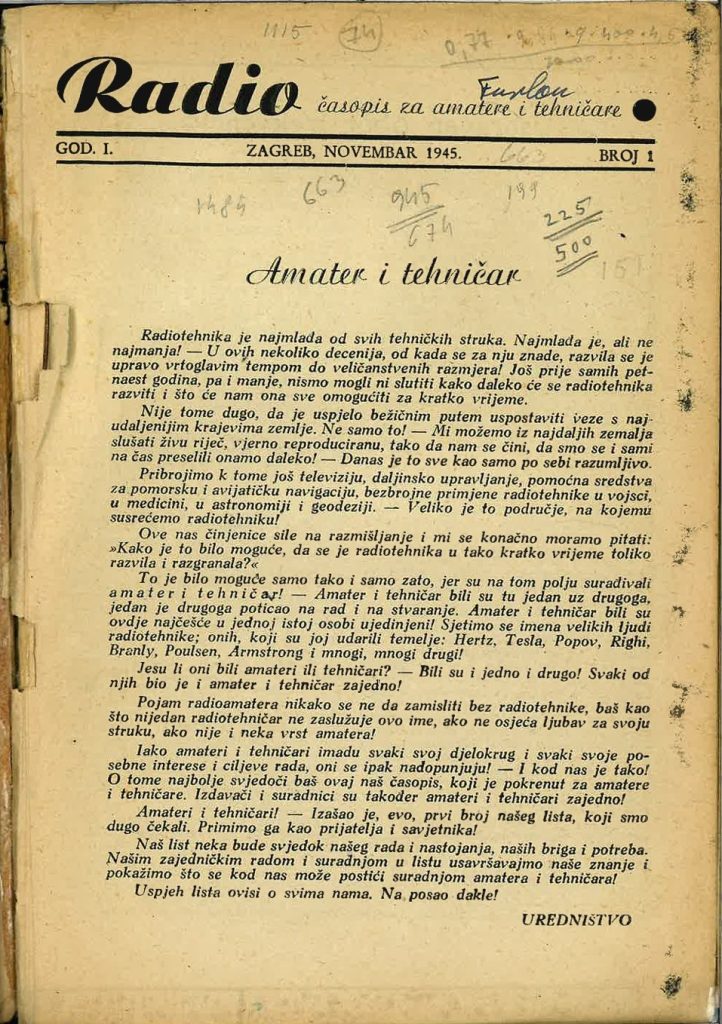 1115 74
Radio časopis za amatere i tehničare
Furlan
GOD. I. ZAGREB, NOVEMBAR 1945. BROJ 1
663
1484 663 945 199 225
674 500
151
Amater i tehničar
Radiotehnika je najmlađa od svih tehničkih struka. Najmlađa je, ali ne
najmanja! — U ovih nekoliko decenija, od kada se za nju znade, razvila se je
upravo vrtoglavim tempom do veličanstvenih razmjera! Još prije samih pet-
naest godina, pa i manje, nismo mogli ni slutiti kako daleko će se radiotehnika
razviti i što će nam ona sve omogućiti za kratko vrijeme.
Nije tome dugo, da je uspjelo bežičnim putem uspostaviti veze s naj-
udaljenijim krajevima zemlje. Ne samo to! — Mi možemo iz najdaljih zemalja
slušati živu riječ, vjerno reproduciranu, tako da nam se čini, da smo se i sami
na čas preselili onamo daleko! — Danas je to sve kao samo po sebi razumljivo.
Pribrojimo k tome još televiziju, daljinsko upravljanje, pomoćna sredstva
za pomorsku i avijatičku navigaciju, bezbrojne primjene radiotehnike u vojsci,
u medicini, u astronomiji i geodeziji. — Veliko je to područje, na kojemu
susrećemo radiotehniku!
Ove nas činjenice sile na razmišljanje i mi se konačno moramo pitati:
»Kako je to bilo moguće, da se je radiotehnika u tako kratko vrijeme toliko
razvila i razgranala?«
To je bilo moguće samo tako i samo zato, jer su na tom polju surađivali
amater i tehničar! — Amater i tehničar bili su tu jedan uz drugoga,
jedan je drugoga poticao na rad i na stvaranje. Amater i tehničar bili su
ovdje najčešće u jednoj istoj osobi ujedinjeni! Sjetimo se imena velikih ljudi
radiotehnike; onih, koji su joj udarili temelje: Hertz, Tesla, Popov, Righi,
Branly, Poulsen, Armstrong i mnogi, mnogi drugi!
Jesu li oni bili amateri ili tehničari? — Bili su i jedno i drugo! Svaki od
njih bio je i amater i tehničar zajedno!
Pojam radioamatera nikako se ne da zamisliti bez radiotehnike, baš kao
što nijedan radiotehničar ne zaslužuje ovo ime, ako ne osjeća ljubav za svoju
struku, ako nije i neka vrst amatera!
Iako amateri i tehničari imadu svaki svoj djelokrug i svaki svoje po-
sebne interese i ciljeve rada, oni se ipak nadopunjuju! — I kod nas je tako!
O tome najbolje svjedoči baš ovaj naš časopis, koji je pokrenut za amatere
i tehničare. Izdavači i suradnici su također amateri i tehničari zajedno!
Amateri i tehničari! — Izašao je, evo, prvi broj našeg lista, koji smo
dugo čekali. Primimo ga kao prijatelja i savjetnika!
Naš list neka bude svjedok našeg rada i nastojanja, naših briga i potreba.
Našim zajedničkim radom i suradnjom u listu usavršavajmo naše znanje i
pokažimo što se kod nas može postići suradnjom amatera i tehničara!
Uspjeh lista ovisi o svima nama. Na posao dakle!
UREDNIŠTVO